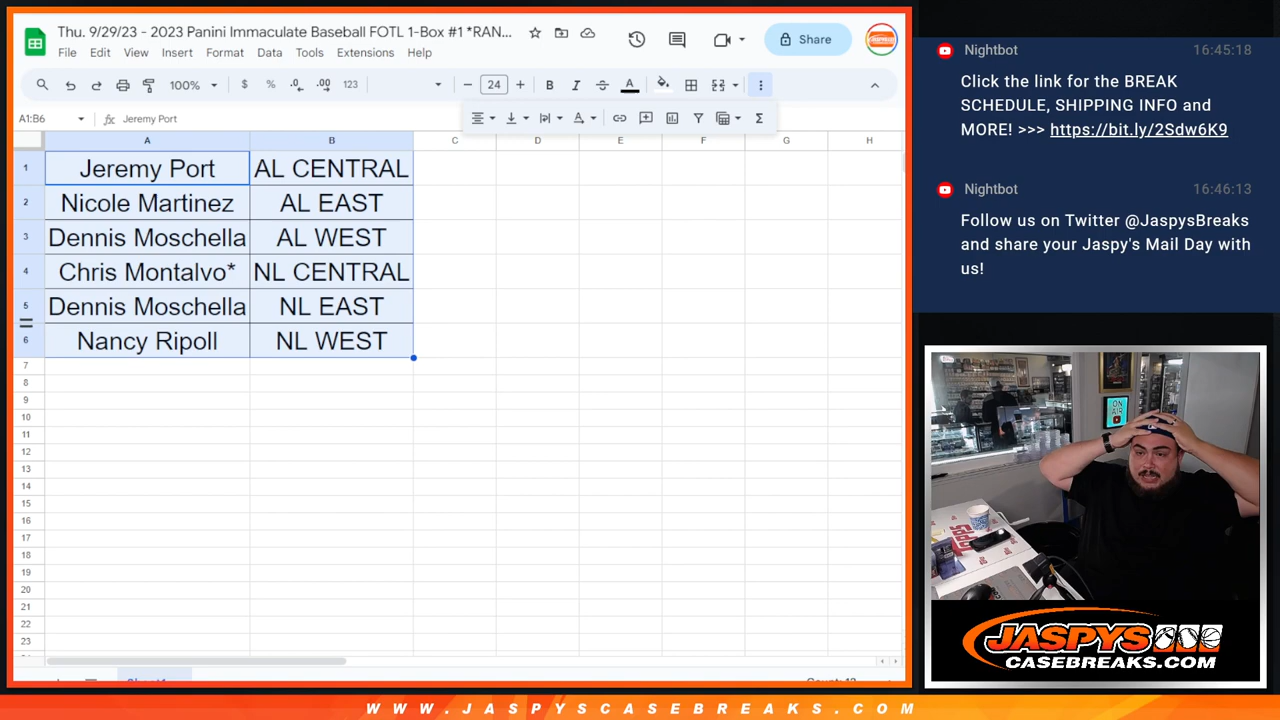 Thu. 9/29/23 - 2023 Panini Immaculate Baseball FOTL 1-Box #1 *RAN...
File Edit View Insert Format Data Tools Extensions Help
Share
100% $ % .0 .00 123 24 B I S A
A1:B6 fx Jeremy Port
A B C D E F G H
1 Jeremy Port AL CENTRAL
2 Nicole Martinez AL EAST
3 Dennis Moschella AL WEST
4 Chris Montalvo* NL CENTRAL
5 Dennis Moschella NL EAST
6 Nancy Ripoll NL WEST
7
8
9
10
11
12
13
14
15
16
17
18
19
20
21
22
23
Nightbot 16:45:18
Click the link for the BREAK
SCHEDULE, SHIPPING INFO and
MORE! >>> https://bit.ly/2Sdw6K9
Nightbot 16:46:13
Follow us on Twitter @JaspysBreaks
and share your Jaspy's Mail Day with
us!
ON
AIR
JASPYS
CASEBREAKS.COM
WWW.JASPYSCASEBREAKS.COM